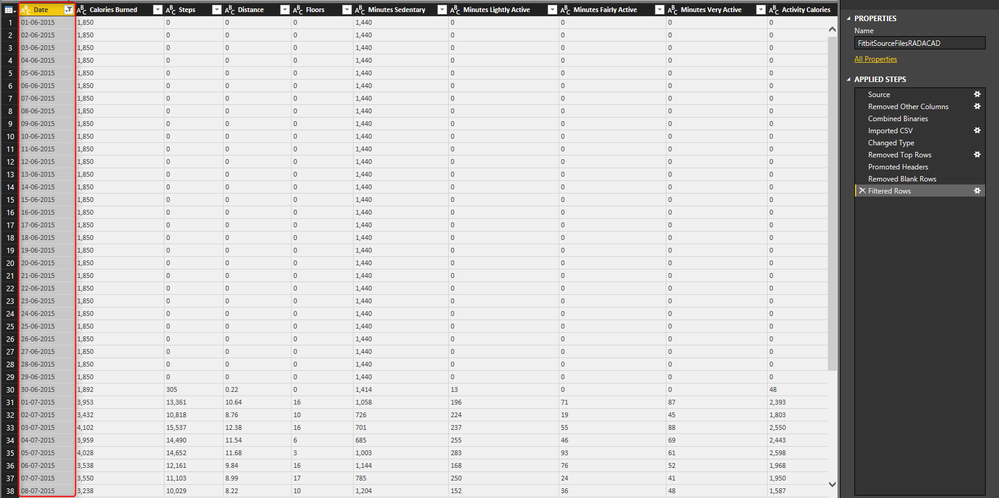 Date Calories Burned Steps Distance Floors Minutes Sedentary Minutes Lightly Active Minutes Fairly Active Minutes Very Active Activity Calories
1 01-06-2015 1,850 0 0 0 1,440 0 0 0 0
2 02-06-2015 1,850 0 0 0 1,440 0 0 0 0
3 03-06-2015 1,850 0 0 0 1,440 0 0 0 0
4 04-06-2015 1,850 0 0 0 1,440 0 0 0 0
5 05-06-2015 1,850 0 0 0 1,440 0 0 0 0
6 06-06-2015 1,850 0 0 0 1,440 0 0 0 0
7 07-06-2015 1,850 0 0 0 1,440 0 0 0 0
8 08-06-2015 1,850 0 0 0 1,440 0 0 0 0
9 09-06-2015 1,850 0 0 0 1,440 0 0 0 0
10 10-06-2015 1,850 0 0 0 1,440 0 0 0 0
11 11-06-2015 1,850 0 0 0 1,440 0 0 0 0
12 12-06-2015 1,850 0 0 0 1,440 0 0 0 0
13 13-06-2015 1,850 0 0 0 1,440 0 0 0 0
14 14-06-2015 1,850 0 0 0 1,440 0 0 0 0
15 15-06-2015 1,850 0 0 0 1,440 0 0 0 0
16 16-06-2015 1,850 0 0 0 1,440 0 0 0 0
17 17-06-2015 1,850 0 0 0 1,440 0 0 0 0
18 18-06-2015 1,850 0 0 0 1,440 0 0 0 0
19 19-06-2015 1,850 0 0 0 1,440 0 0 0 0
20 20-06-2015 1,850 0 0 0 1,440 0 0 0 0
21 21-06-2015 1,850 0 0 0 1,440 0 0 0 0
22 22-06-2015 1,850 0 0 0 1,440 0 0 0 0
23 23-06-2015 1,850 0 0 0 1,440 0 0 0 0
24 24-06-2015 1,850 0 0 0 1,440 0 0 0 0
25 25-06-2015 1,850 0 0 0 1,440 0 0 0 0
26 26-06-2015 1,850 0 0 0 1,440 0 0 0 0
27 27-06-2015 1,850 0 0 0 1,440 0 0 0 0
28 28-06-2015 1,850 0 0 0 1,440 0 0 0 0
29 29-06-2015 1,850 0 0 0 1,440 0 0 0 0
30 30-06-2015 1,892 305 0.22 0 1,414 13 0 0 48
31 01-07-2015 3,953 13,361 10.64 16 1,058 196 71 87 2,393
32 02-07-2015 3,432 10,818 8.76 10 726 224 19 45 1,803
33 03-07-2015 4,102 15,537 12.38 16 701 237 55 88 2,550
34 04-07-2015 3,959 14,490 11.54 6 685 255 46 69 2,443
35 05-07-2015 4,028 14,652 11.68 3 1,003 283 93 61 2,598
36 06-07-2015 3,538 12,161 9.84 16 1,144 168 76 52 1,968
37 07-07-2015 3,550 11,103 8.99 17 785 250 24 41 1,950
38 08-07-2015 3,238 10,029 8.22 10 1,204 152 36 48 1,587
PROPERTIES
Name
FitbitSourceFilesRADACAD
All Properties
APPLIED STEPS
Source
Removed Other Columns
Combined Binaries
Imported CSV
Changed Type
Removed Top Rows
Promoted Headers
Removed Blank Rows
Filtered Rows